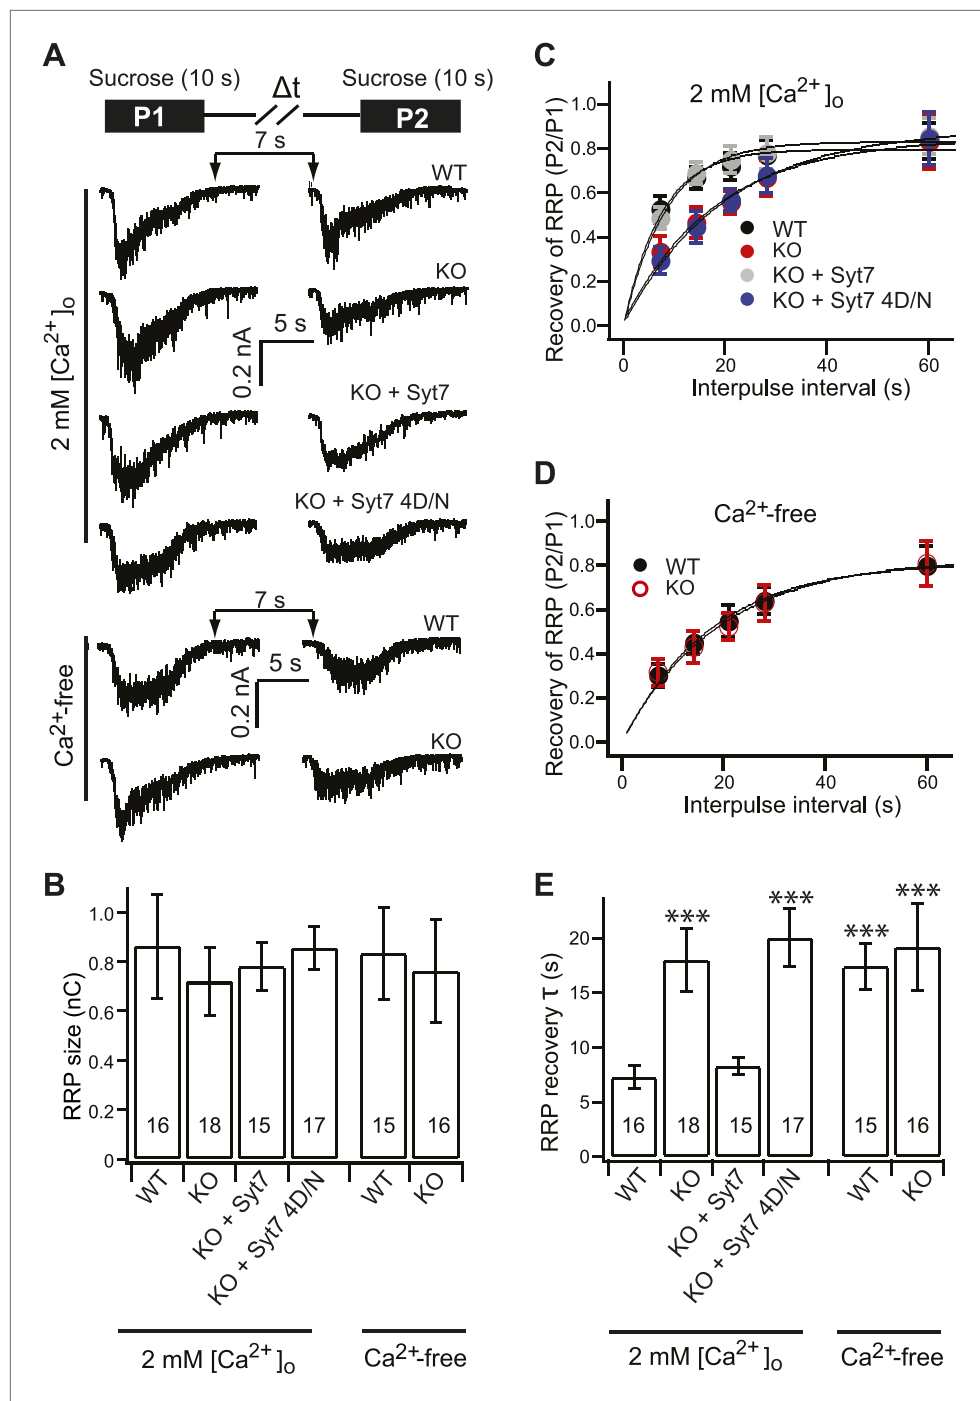 A
Sucrose (10 s)
Sucrose (10 s)
Δt
P1
P2
7 s
WT
KO
5 s
0.2 nA
KO + Syt7
KO + Syt7 4D/N
2 mM [Ca2+]o
7 s
WT
5 s
0.2 nA
KO
Ca2+-free
C
2 mM [Ca2+]o
Recovery of RRP (P2/P1)
1.0
0.8
0.6
0.4
0.2
0.0
WT
KO
KO + Syt7
KO + Syt7 4D/N
0 20 40 60
Interpulse interval (s)
D
Ca2+-free
Recovery of RRP (P2/P1)
1.0
0.8
0.6
0.4
0.2
0.0
WT
KO
0 20 40 60
Interpulse interval (s)
B
RRP size (nC)
1.0
0.8
0.6
0.4
0.2
0
16 18 15 17 15 16
WT
KO
KO + Syt7
KO + Syt7 4D/N
WT
KO
2 mM [Ca2+]o
Ca2+-free
E
RRP recovery τ (s)
20
15
10
5
0
***
***
***
***
16 18 15 17 15 16
WT
KO
KO + Syt7
KO + Syt7 4D/N
WT
KO
2 mM [Ca2+]o
Ca2+-free